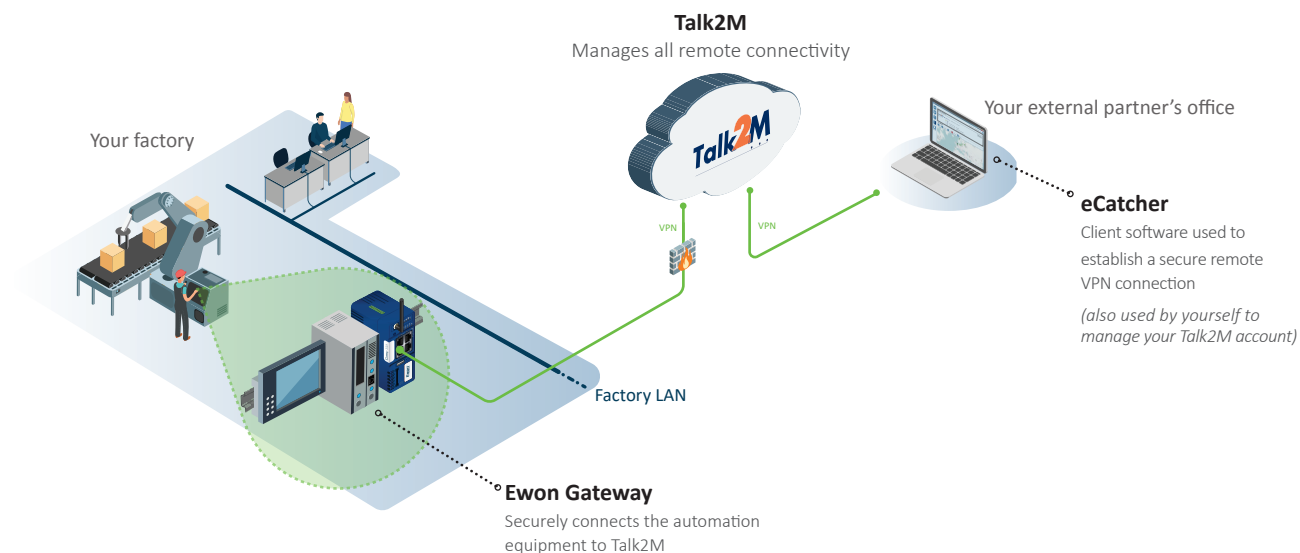 Talk2M
Manages all remote connectivity
Your factory
Talk2M
Your external partner's office
VPN
VPN
eCatcher
Client software used to
establish a secure remote
VPN connection
(also used by yourself to
manage your Talk2M account)
Factory LAN
Ewon Gateway
Securely connects the automation
equipment to Talk2M